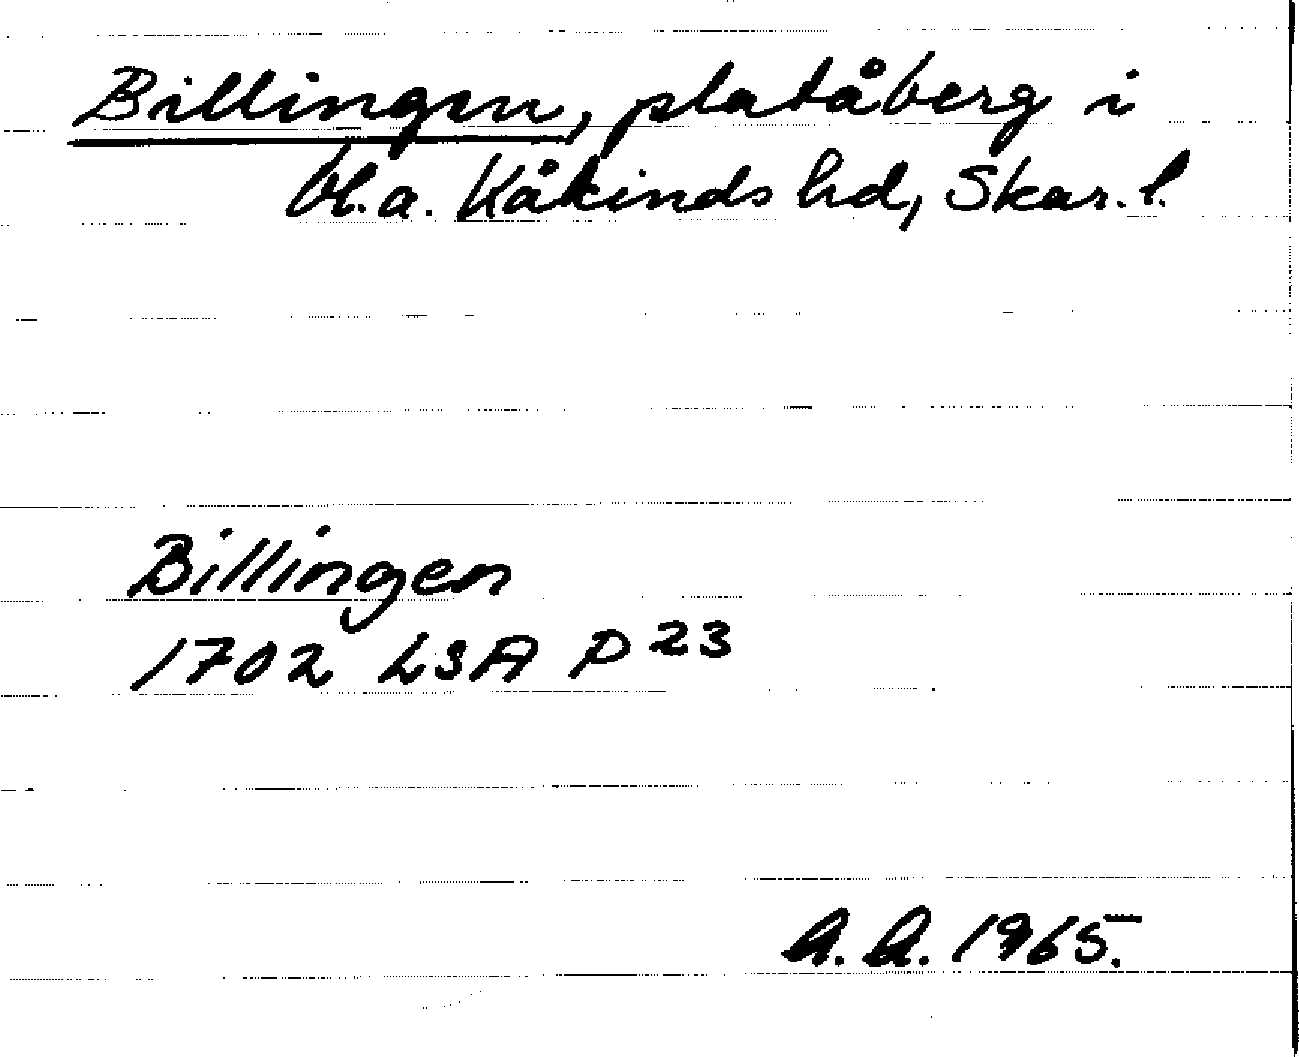 Billingen, platåberg i
bl.a. Kåkinds hd, Skar. l.
Billingen
1702 LSA P 23
A. A. 1965.